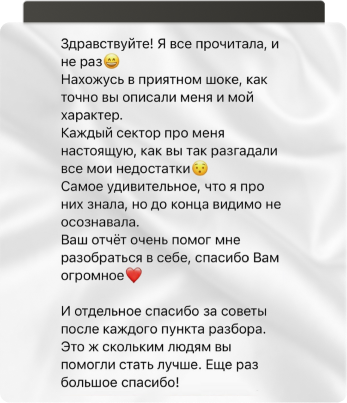 Здравствуйте! Я все прочитала, и
не раз😄
Нахожусь в приятном шоке, как
точно вы описали меня и мой
характер.
Каждый сектор про меня
настоящую, как вы так разгадали
все мои недостатки😯
Самое удивительное, что я про
них знала, но до конца видимо не
осознавала.
Ваш отчёт очень помог мне
разобраться в себе, спасибо Вам
огромное❤️
И отдельное спасибо за советы
после каждого пункта разбора.
Это ж скольким людям вы
помогли стать лучше. Еще раз
большое спасибо!